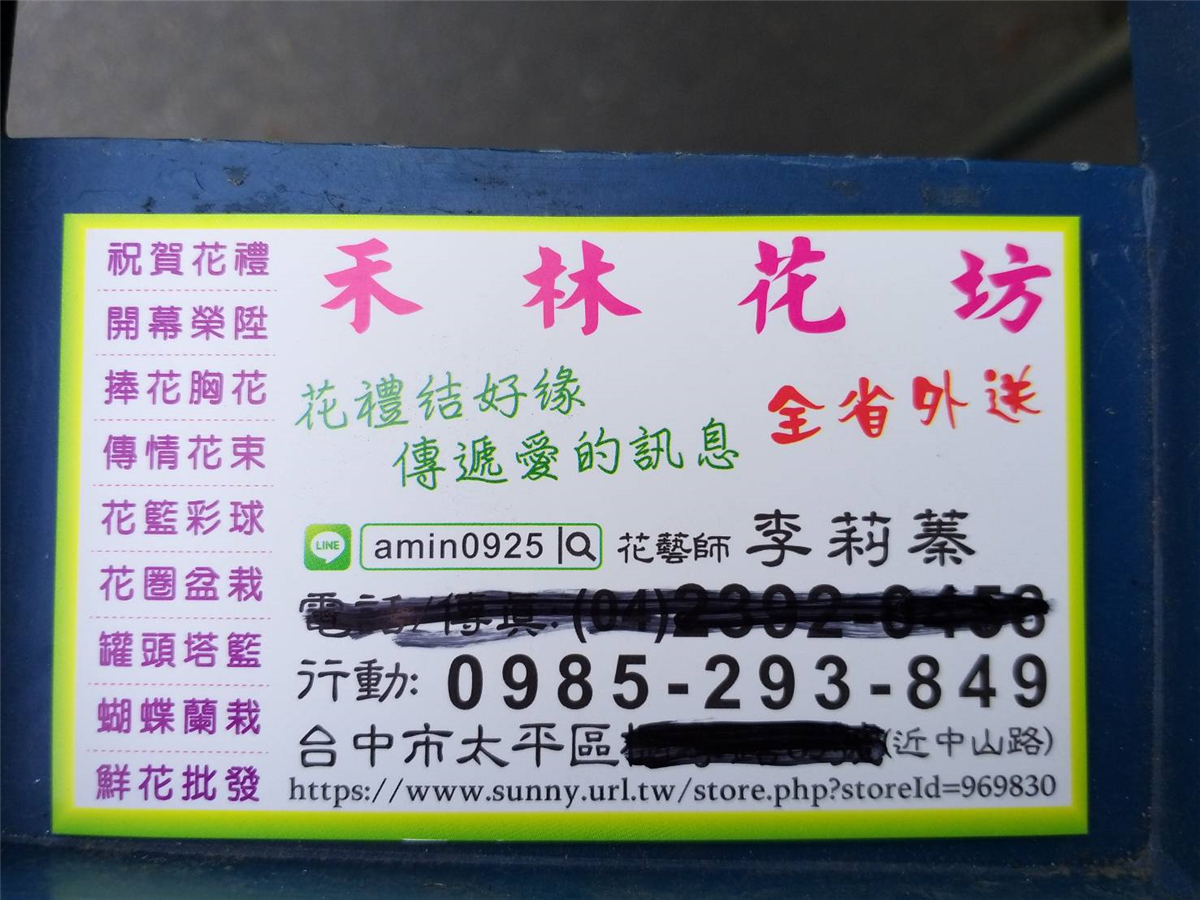 祝賀花禮
開幕榮陞
捧花胸花
傳情花束
花籃彩球
花圈盆栽
罐頭塔籃
蝴蝶蘭栽
鮮花批發
禾林花坊
花禮结好缘
傳遞愛的訊息
全省外送
LINE
amin0925
花藝師 李莉蓁
行動: 0985-293-849
台中市太平區
(近中山路)
https://www.sunny.url.tw/store.php?storeId=969830